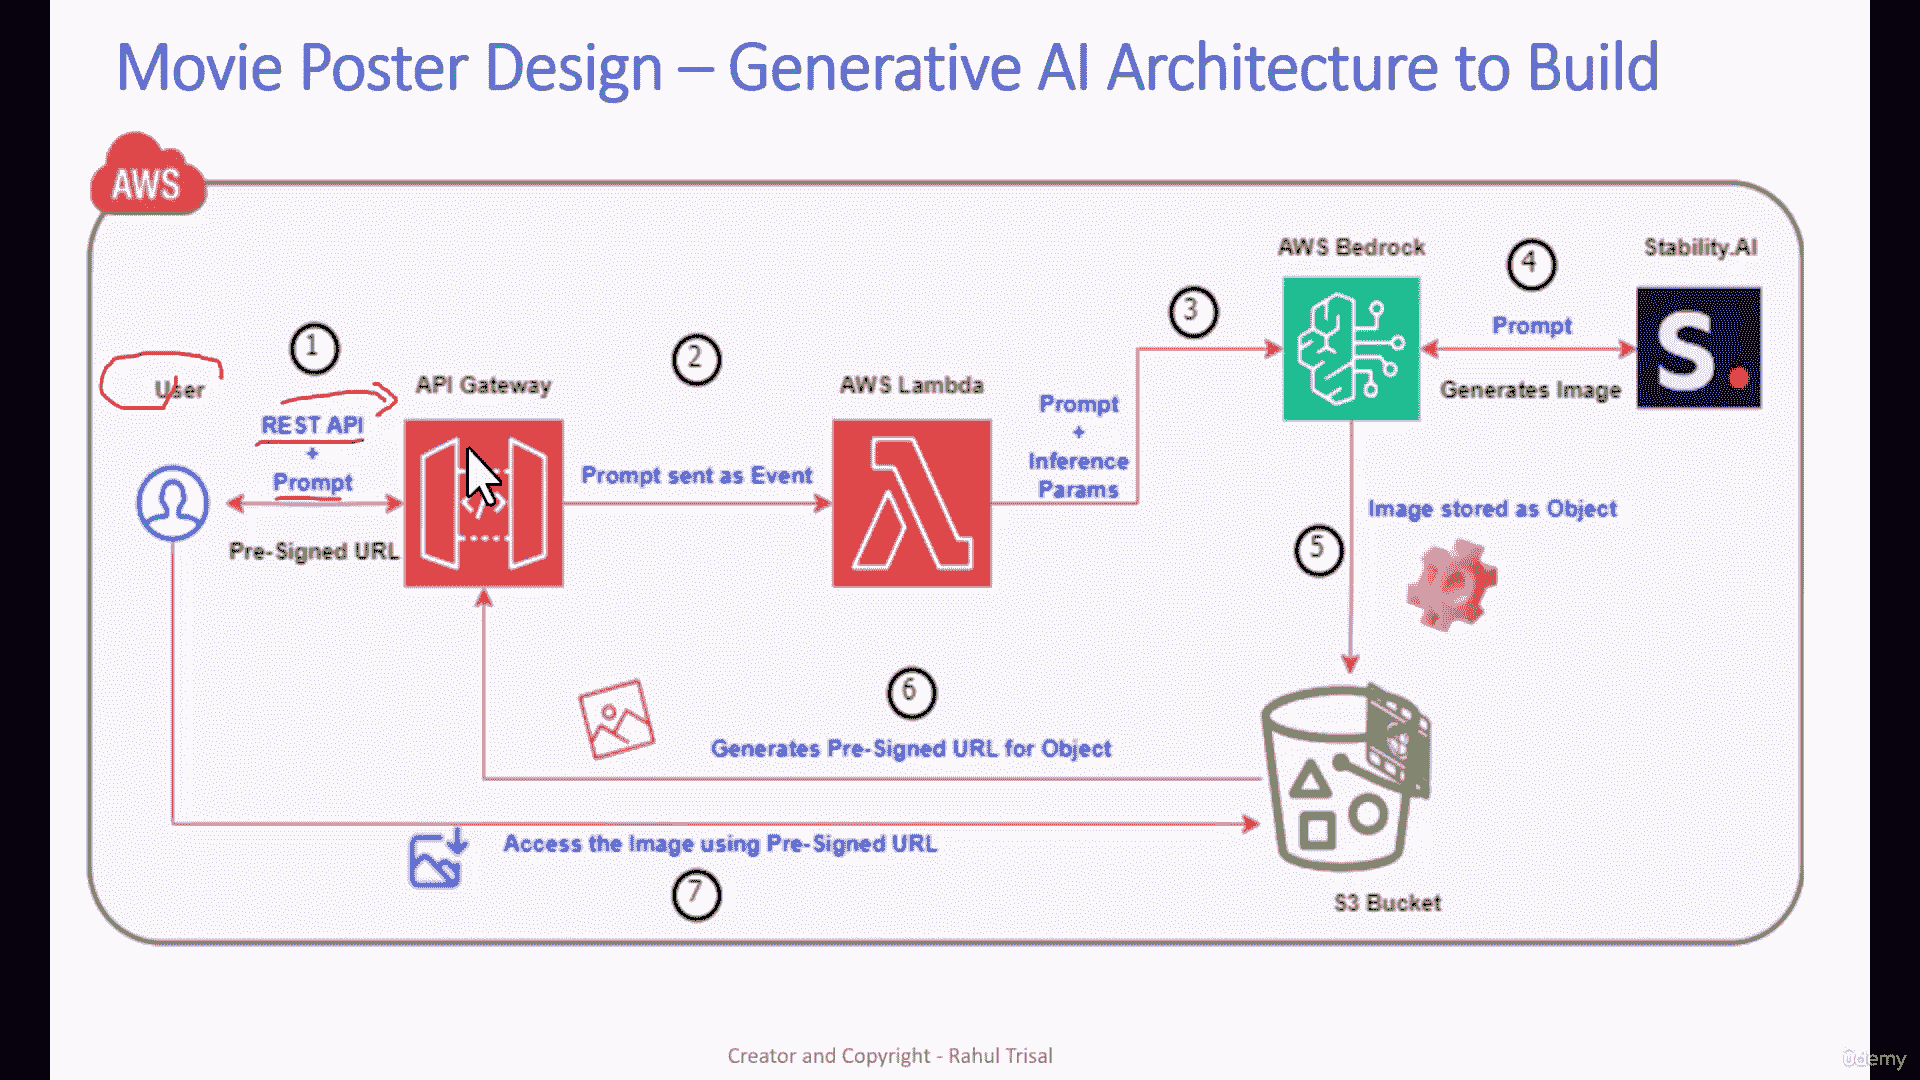 Movie Poster Design – Generative AI Architecture to Build
AWS
AWS Bedrock
4
Stability.AI
3
1
2
Prompt
User
API Gateway
AWS Lambda
Generates Image
REST API
+
Prompt
Prompt
+
Inference
Params
Prompt sent as Event
Pre-Signed URL
Image stored as Object
5
S.
6
Generates Pre-Signed URL for Object
Access the Image using Pre-Signed URL
7
S3 Bucket
Creator and Copyright - Rahul Trisal
ûdemy